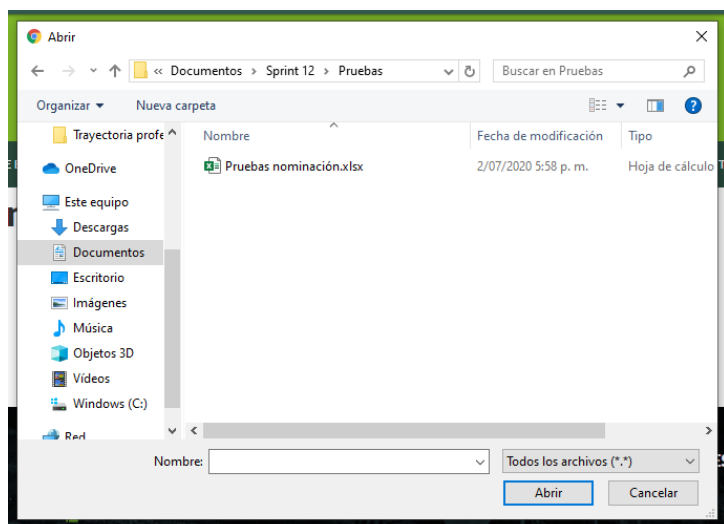 Abrir
« Documentos > Sprint 12 > Pruebas
Buscar en Pruebas
Organizar
Nueva carpeta
Trayectoria profe
Nombre
Fecha de modificación
Tipo
OneDrive
Pruebas nominación.xlsx
2/07/2020 5:58 p. m.
Hoja de cálculo
Este equipo
Descargas
Documentos
Escritorio
Imágenes
Música
Objetos 3D
Vídeos
Windows (C:)
Red
Nombre:
Todos los archivos (*.*)
Abrir
Cancelar